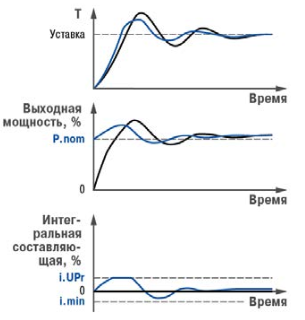 T
Уставка
Время
Выходная
мощность, %
P.nom
0
Время
Интег-
ральная
составляю-
щая, %
i.UPr
0
i.min
Время